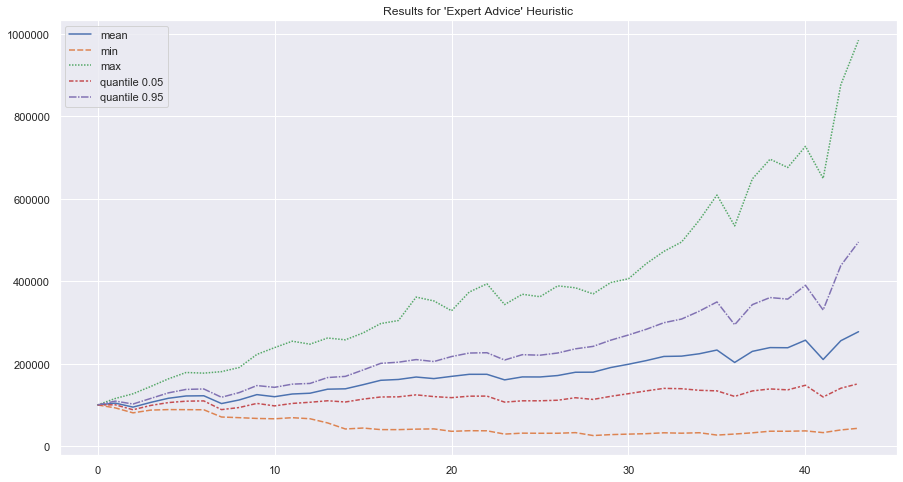 Results for 'Expert Advice' Heuristic
mean
min
max
quantile 0.05
quantile 0.95
1000000
800000
600000
400000
200000
0
0 10 20 30 40